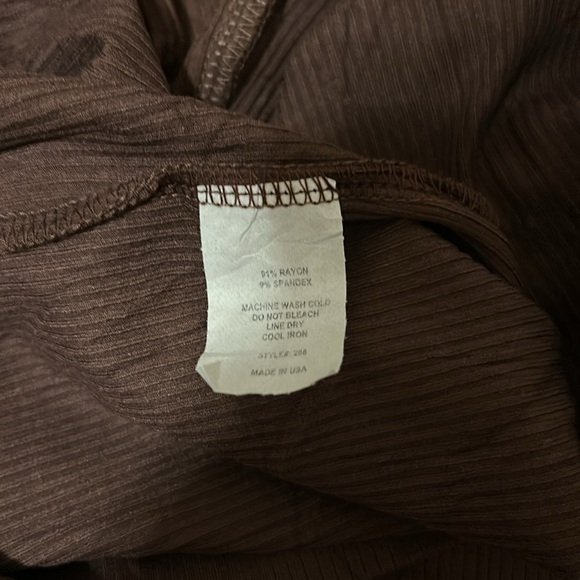 91% RAYON
9% SPANDEX
MACHINE WASH COLD
DO NOT BLEACH
LINE DRY
COOL IRON
MADE IN USA